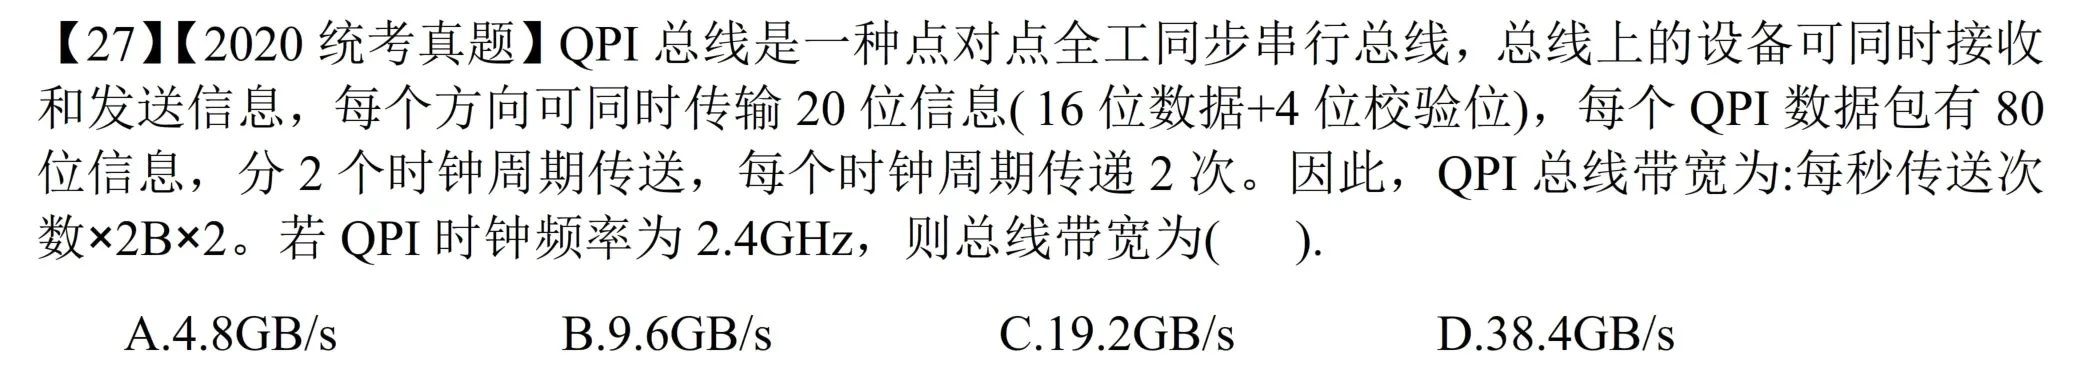 【27】【2020 统考真题】QPI 总线是一种点对点全工同步串行总线，总线上的设备可同时接收
和发送信息，每个方向可同时传输 20 位信息( 16 位数据+4 位校验位)，每个 QPI 数据包有 80
位信息，分 2 个时钟周期传送，每个时钟周期传递 2 次。因此，QPI 总线带宽为:每秒传送次
数×2B×2。若 QPI 时钟频率为 2.4GHz，则总线带宽为( ).
A.4.8GB/s B.9.6GB/s C.19.2GB/s D.38.4GB/s